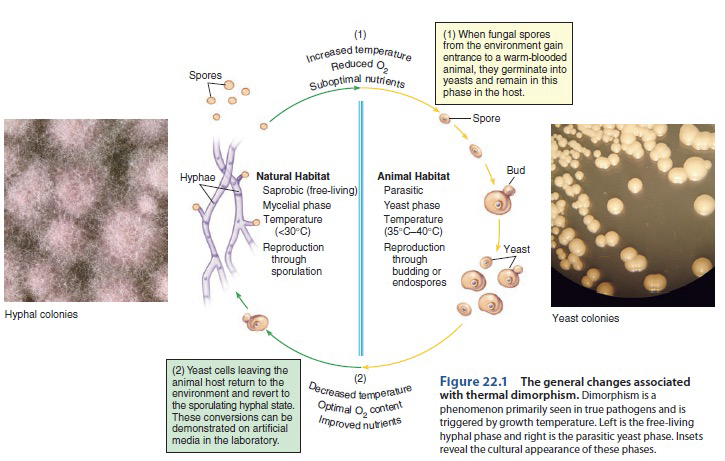 (1)
Increased temperature
Reduced O2
Suboptimal nutrients
(1) When fungal spores
from the environment gain
entrance to a warm-blooded
animal, they germinate into
yeasts and remain in this
phase in the host.
Spores
Spore
Hyphae
Natural Habitat
Saprobic (free-living)
Mycelial phase
Temperature
(<30°C)
Reproduction
through
sporulation
Animal Habitat
Parasitic
Yeast phase
Temperature
(35°C–40°C)
Reproduction
through
budding or
endospores
Bud
Yeast
Hyphal colonies
Yeast colonies
(2) Yeast cells leaving the
animal host return to the
environment and revert to
the sporulating hyphal state.
These conversions can be
demonstrated on artificial
media in the laboratory.
(2)
Decreased temperature
Optimal O2 content
Improved nutrients
Figure 22.1 The general changes associated
with thermal dimorphism. Dimorphism is a
phenomenon primarily seen in true pathogens and is
triggered by growth temperature. Left is the free-living
hyphal phase and right is the parasitic yeast phase. Insets
reveal the cultural appearance of these phases.